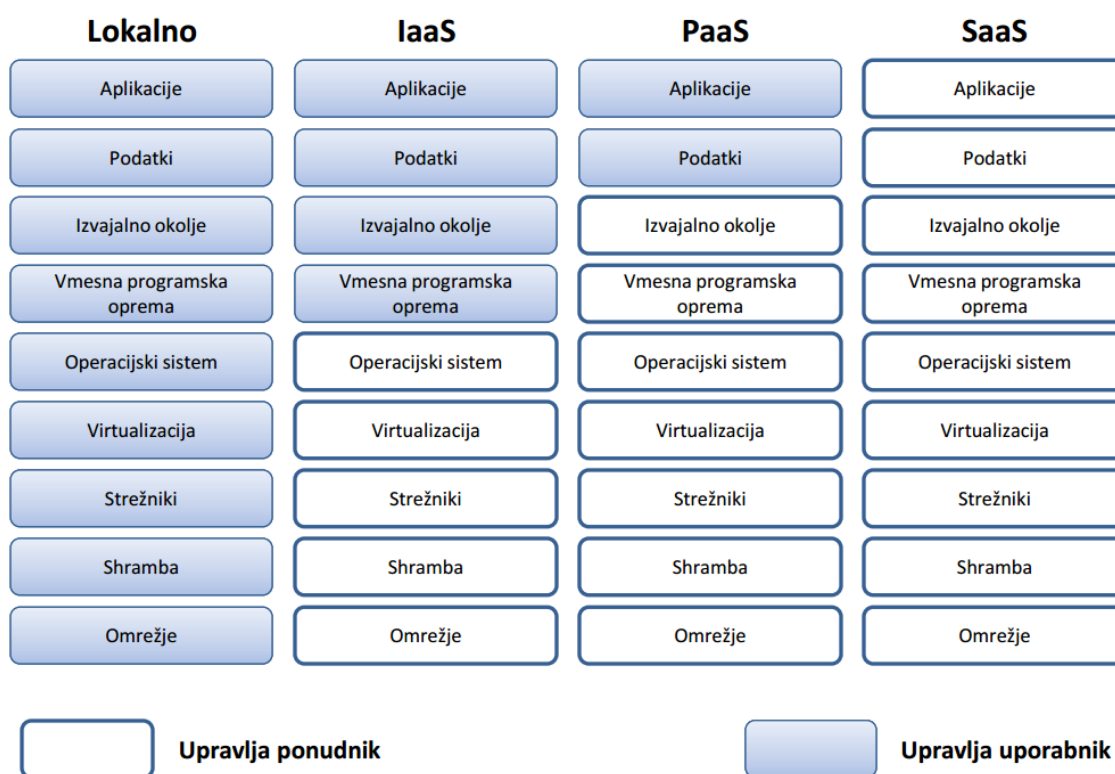 Lokalno
IaaS
PaaS
SaaS
Aplikacije
Aplikacije
Aplikacije
Aplikacije
Podatki
Podatki
Podatki
Podatki
Izvajalno okolje
Izvajalno okolje
Izvajalno okolje
Izvajalno okolje
Vmesna programska
oprema
Vmesna programska
oprema
Vmesna programska
oprema
Vmesna programska
oprema
Operacijski sistem
Operacijski sistem
Operacijski sistem
Operacijski sistem
Virtualizacija
Virtualizacija
Virtualizacija
Virtualizacija
Strežniki
Strežniki
Strežniki
Strežniki
Shramba
Shramba
Shramba
Shramba
Omrežje
Omrežje
Omrežje
Omrežje
Upravlja ponudnik
Upravlja uporabnik